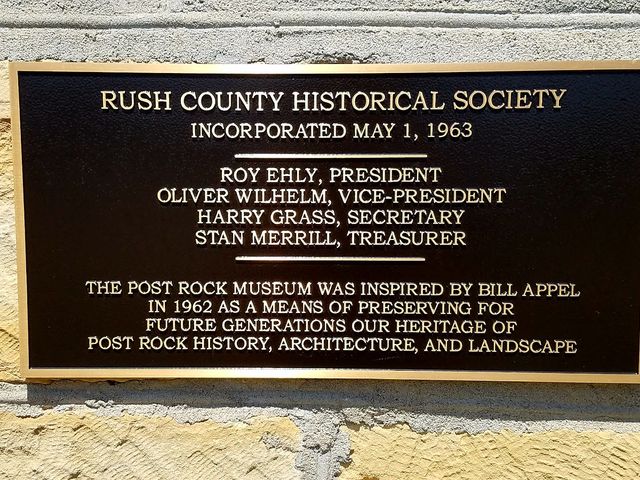 RUSH COUNTY HISTORICAL SOCIETY
INCORPORATED MAY 1, 1963
ROY EHLY, PRESIDENT
OLIVER WILHELM, VICE-PRESIDENT
HARRY GRASS, SECRETARY
STAN MERRILL, TREASURER
THE POST ROCK MUSEUM WAS INSPIRED BY BILL APPEL
IN 1962 AS A MEANS OF PRESERVING FOR
FUTURE GENERATIONS OUR HERITAGE OF
POST ROCK HISTORY, ARCHITECTURE, AND LANDSCAPE